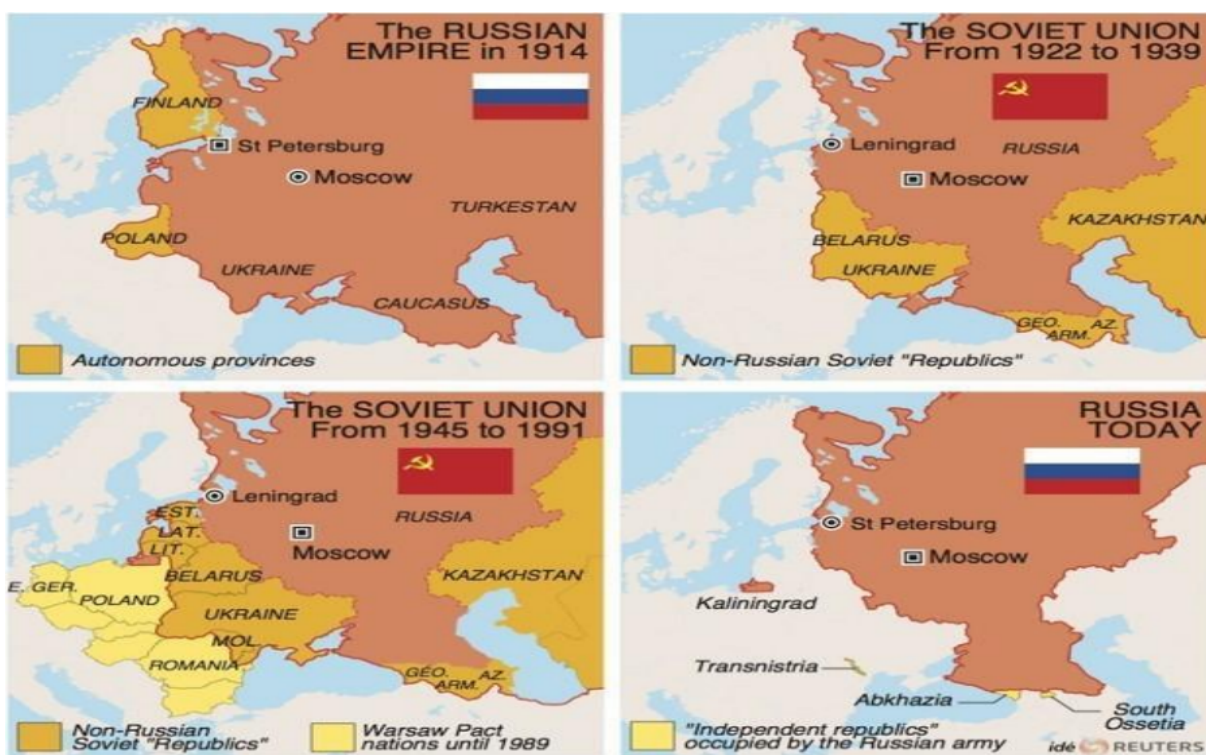 The RUSSIAN
EMPIRE in 1914
FINLAND
St Petersburg
Moscow
TURKESTAN
POLAND
UKRAINE
CAUCASUS
Autonomous provinces
The SOVIET UNION
From 1922 to 1939
Leningrad
RUSSIA
Moscow
KAZAKHSTAN
BELARUS
UKRAINE
GEO.
AZ.
ARM.
Non-Russian Soviet "Republics"
The SOVIET UNION
From 1945 to 1991
Leningrad
EST.
RUSSIA
LAT.
Moscow
LIT.
E. GER.
BELARUS
KAZAKHSTAN
POLAND
UKRAINE
MOL.
ROMANIA
GÉO.
AZ.
ARM.
Non-Russian
Soviet "Republics"
Warsaw Pact
nations until 1989
RUSSIA
TODAY
St Petersburg
Moscow
Kaliningrad
Transnistria
Abkhazia
South
Ossetia
"Independent republics"
occupied by the Russian army
idé REUTERS